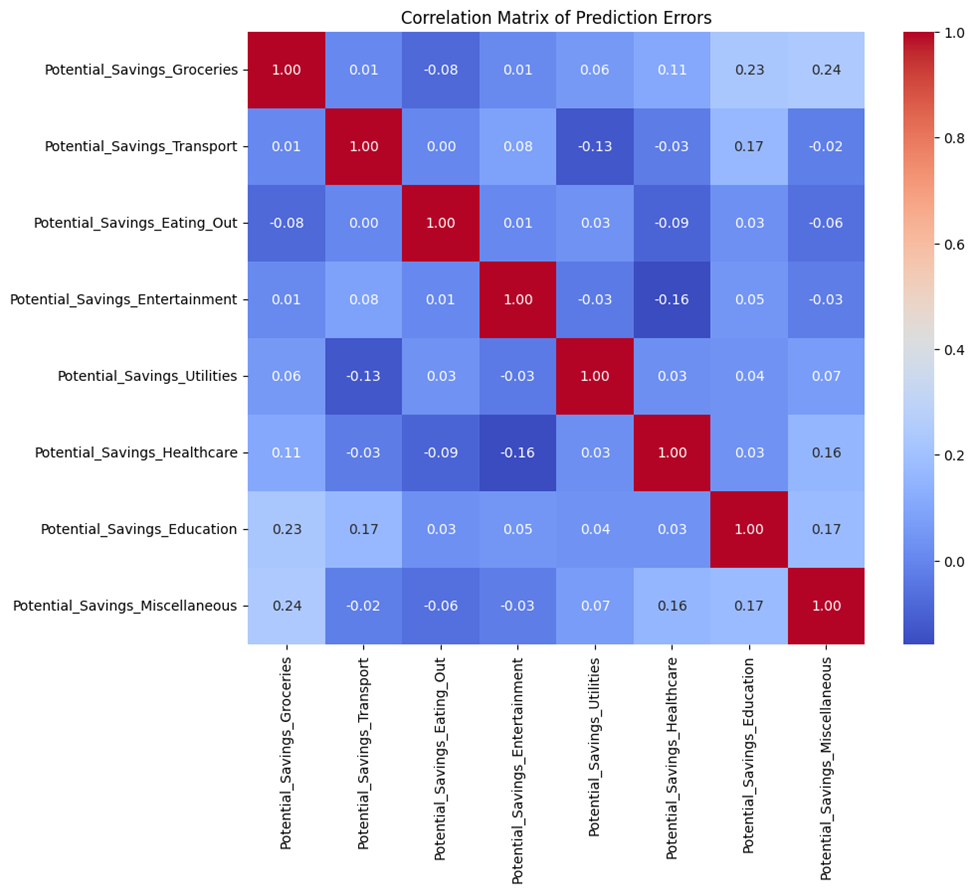 Correlation Matrix of Prediction Errors
Potential_Savings_Groceries 1.00 0.01 -0.08 0.01 0.06 0.11 0.23 0.24
Potential_Savings_Transport 0.01 1.00 0.00 0.08 -0.13 -0.03 0.17 -0.02
Potential_Savings_Eating_Out -0.08 0.00 1.00 0.01 0.03 -0.09 0.03 -0.06
Potential_Savings_Entertainment 0.01 0.08 0.01 1.00 -0.03 -0.16 0.05 -0.03
Potential_Savings_Utilities 0.06 -0.13 0.03 -0.03 1.00 0.03 0.04 0.07
Potential_Savings_Healthcare 0.11 -0.03 -0.09 -0.16 0.03 1.00 0.03 0.16
Potential_Savings_Education 0.23 0.17 0.03 0.05 0.04 0.03 1.00 0.17
Potential_Savings_Miscellaneous 0.24 -0.02 -0.06 -0.03 0.07 0.16 0.17 1.00
Potential_Savings_Groceries
Potential_Savings_Transport
Potential_Savings_Eating_Out
Potential_Savings_Entertainment
Potential_Savings_Utilities
Potential_Savings_Healthcare
Potential_Savings_Education
Potential_Savings_Miscellaneous
1.0
0.8
0.6
0.4
0.2
0.0